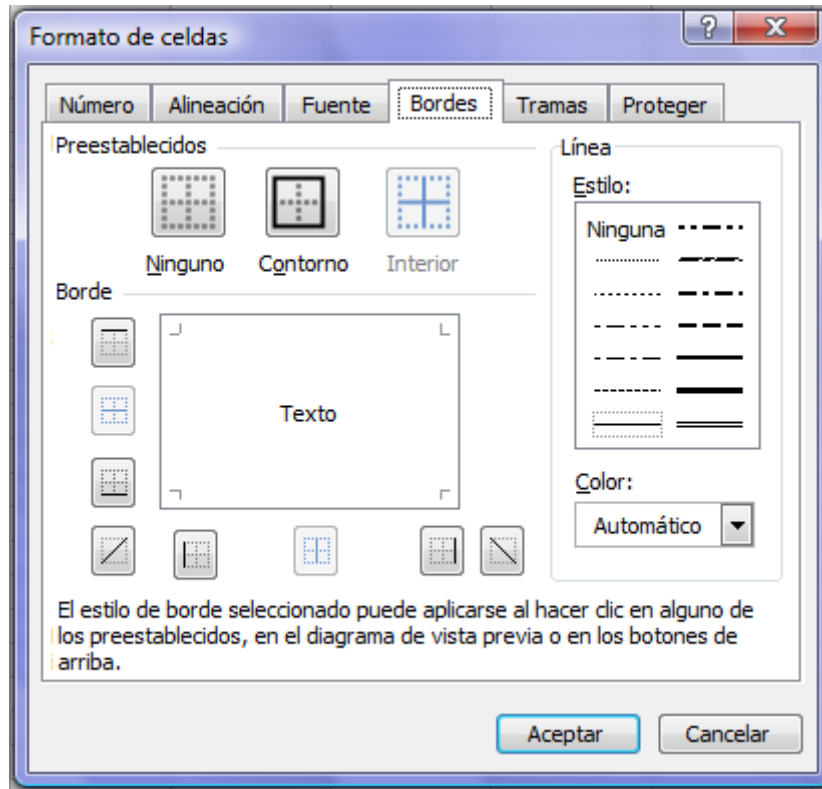 Formato de celdas
Número Alineación Fuente Bordes Tramas Proteger
Preestablecidos
Ninguno Contorno Interior
Borde
Texto
Línea
Estilo:
Ninguna
Color:
Automático
El estilo de borde seleccionado puede aplicarse al hacer clic en alguno de
los preestablecidos, en el diagrama de vista previa o en los botones de
arriba.
Aceptar Cancelar